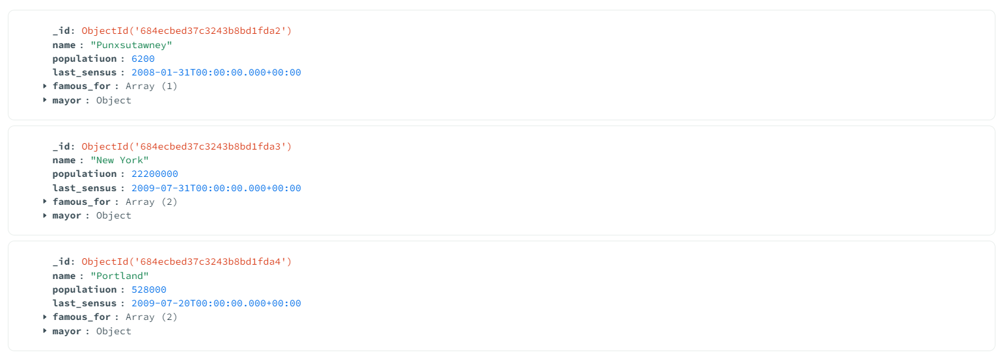 _id: ObjectId('684ecbed37c3243b8bd1fda2')
name : "Punxsutawney"
populatiuon : 6200
last_sensus : 2008-01-31T00:00:00.000+00:00
famous_for : Array (1)
mayor : Object
_id: ObjectId('684ecbed37c3243b8bd1fda3')
name : "New York"
populatiuon : 22200000
last_sensus : 2009-07-31T00:00:00.000+00:00
famous_for : Array (2)
mayor : Object
_id: ObjectId('684ecbed37c3243b8bd1fda4')
name : "Portland"
populatiuon : 528000
last_sensus : 2009-07-20T00:00:00.000+00:00
famous_for : Array (2)
mayor : Object